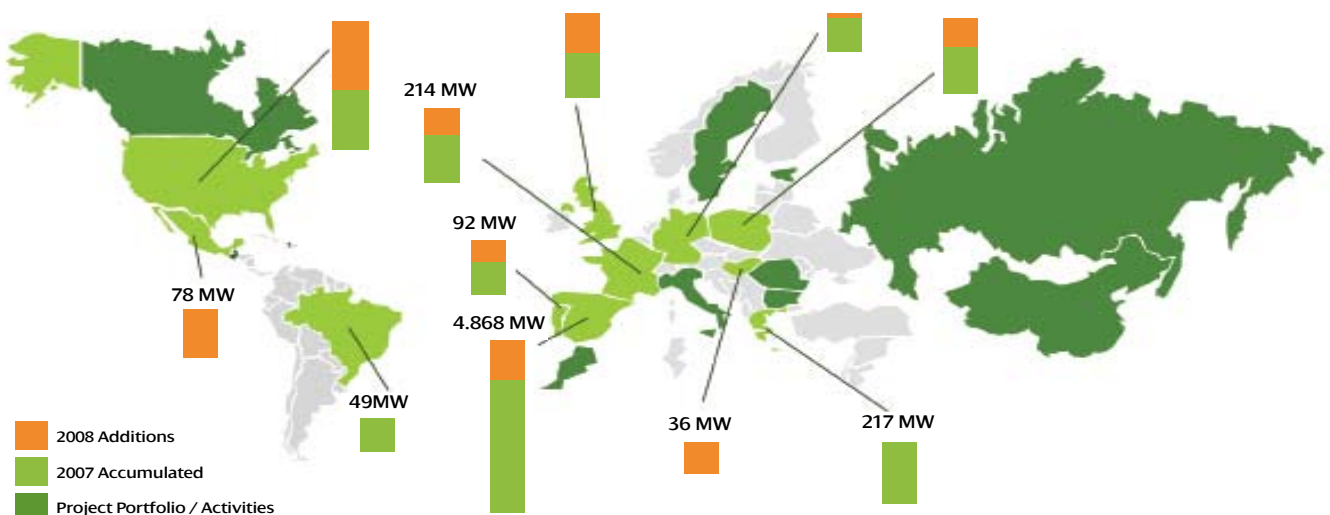 214 MW
92 MW
78 MW
4.868 MW
49MW
36 MW
217 MW
2008 Additions
2007 Accumulated
Project Portfolio / Activities